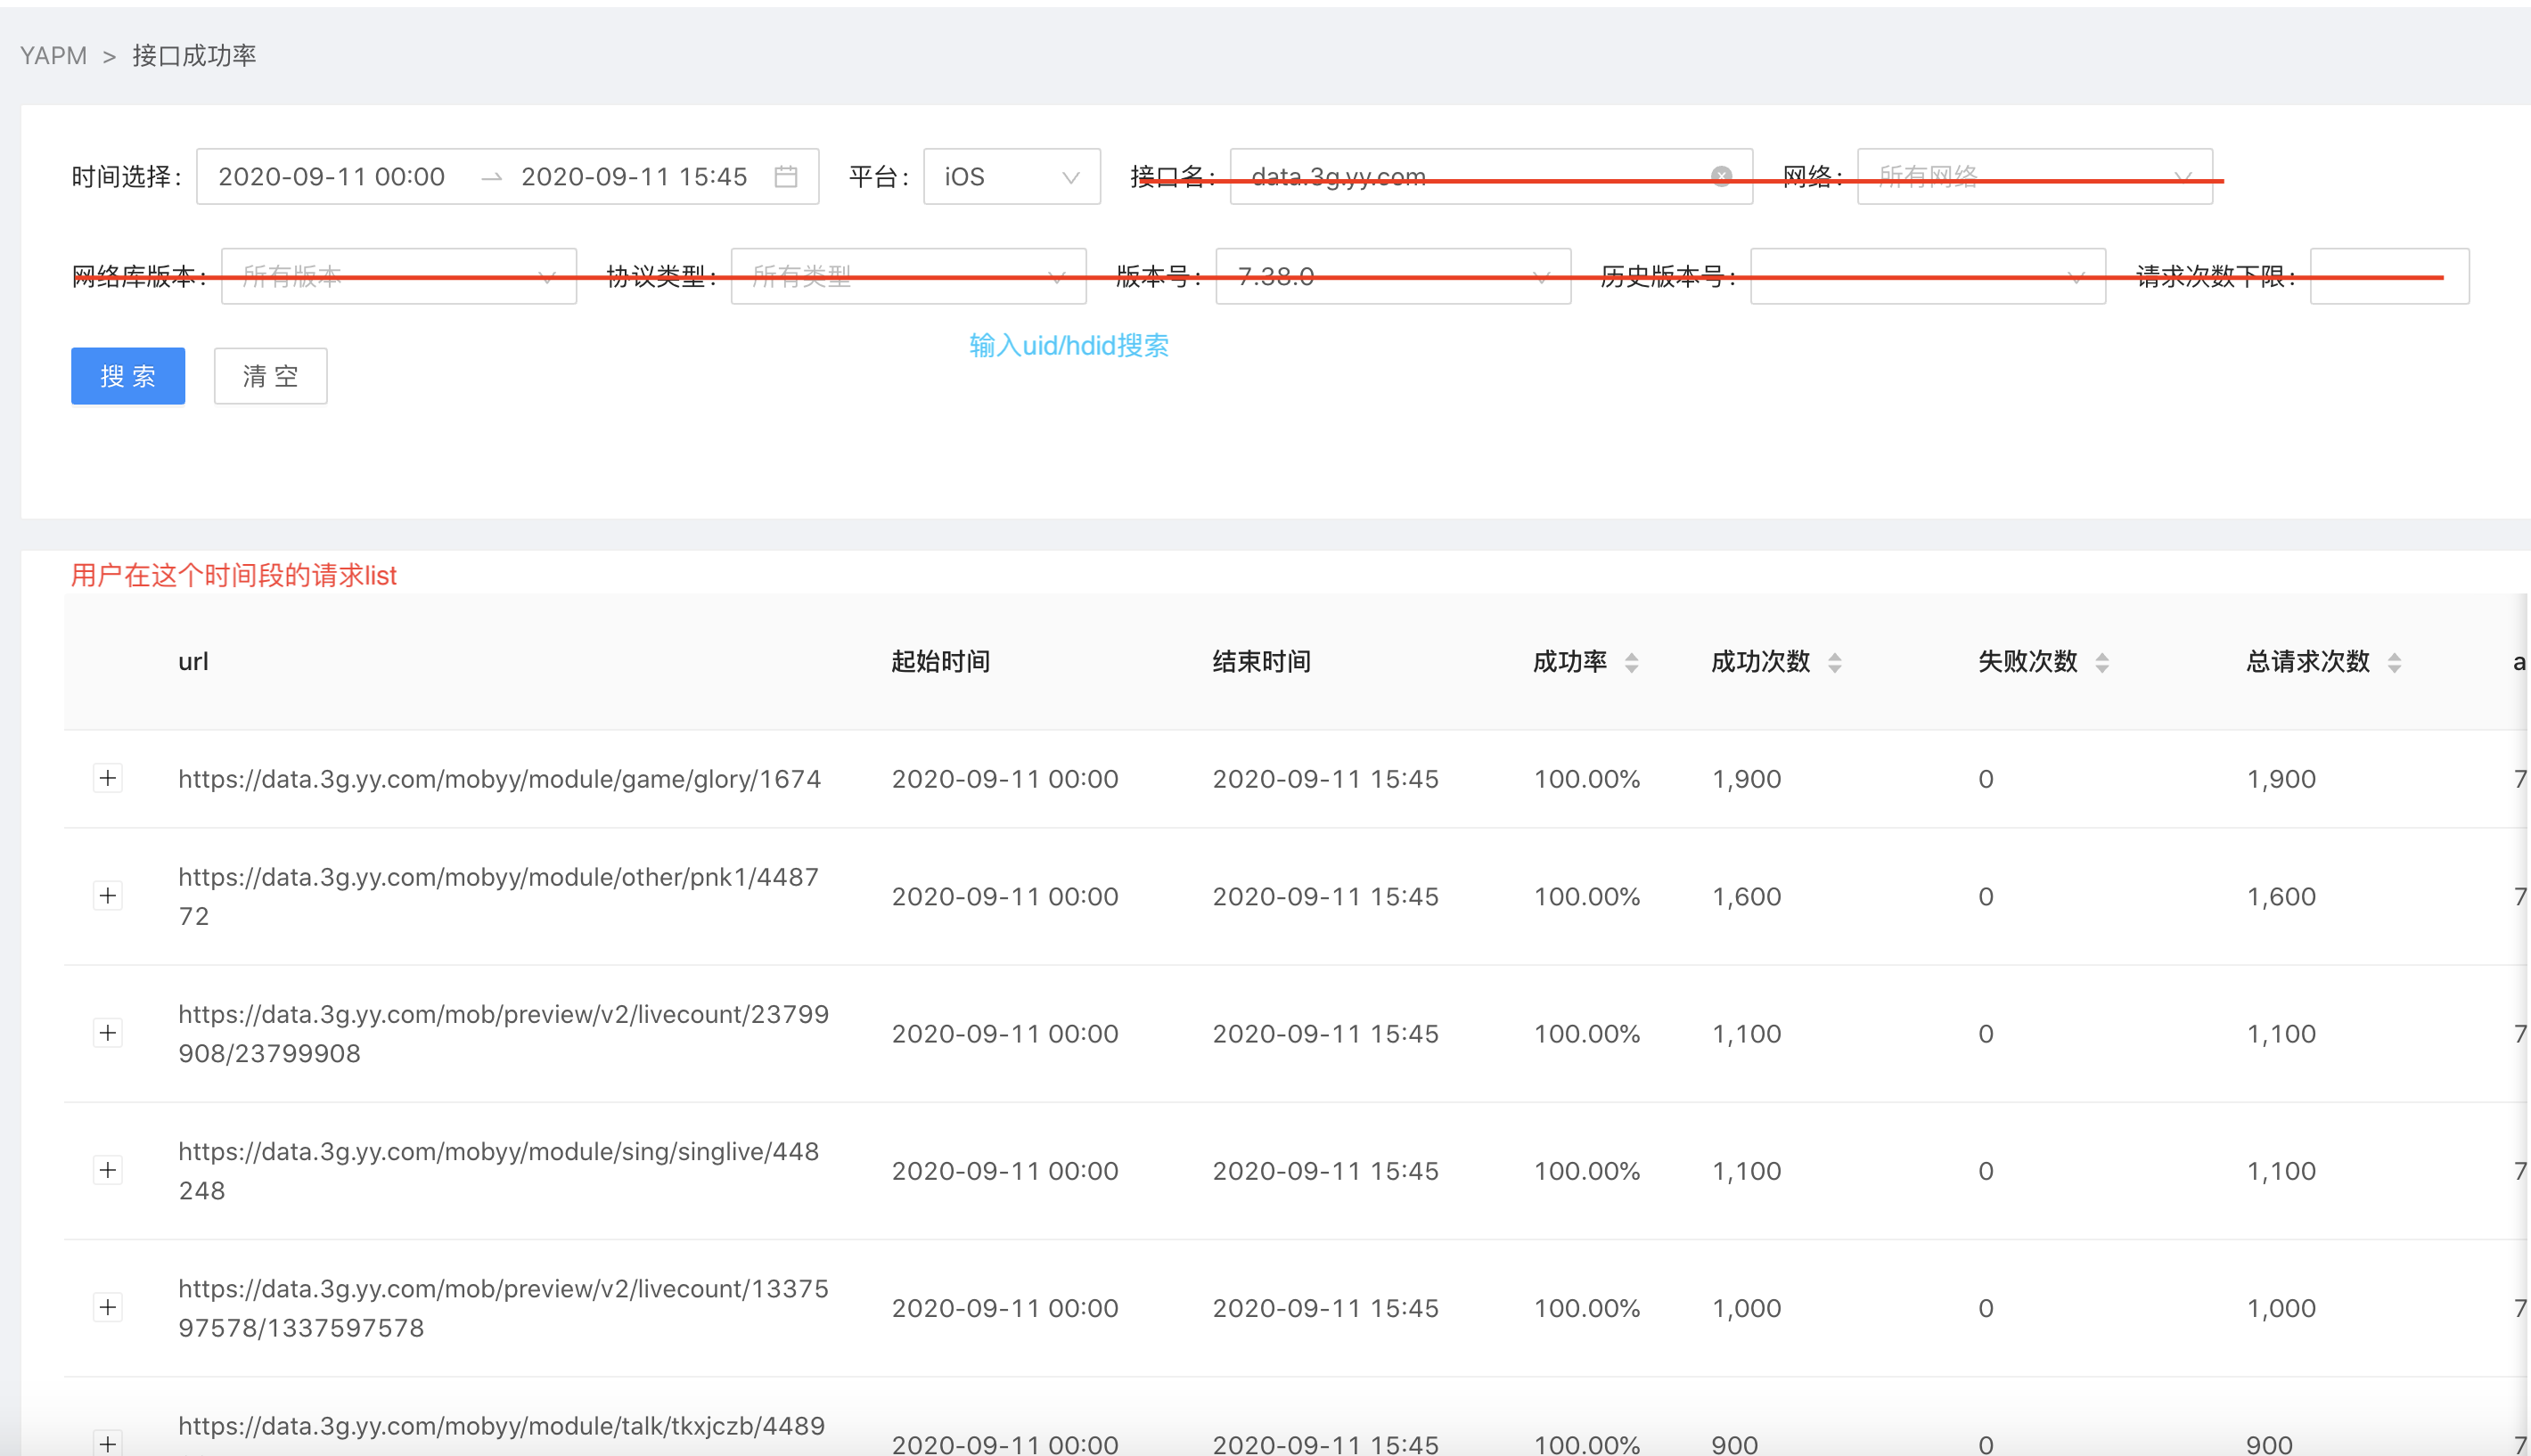 YAPM > 接口成功率
时间选择: 2020-09-11 00:00 → 2020-09-11 15:45 平台: iOS 接口名: data.3g.yy.com 网络: 所有网络
网络库版本: 所有版本 协议类型: 所有类型 版本号: 7.38.0 历史版本号: 请求次数下限:
输入uid/hdid搜索
搜 索 清 空
用户在这个时间段的请求list
url 起始时间 结束时间 成功率 成功次数 失败次数 总请求次数 a
https://data.3g.yy.com/mobyy/module/game/glory/1674 2020-09-11 00:00 2020-09-11 15:45 100.00% 1,900 0 1,900 7
https://data.3g.yy.com/mobyy/module/other/pnk1/4487
72 2020-09-11 00:00 2020-09-11 15:45 100.00% 1,600 0 1,600 7
https://data.3g.yy.com/mob/preview/v2/livecount/23799
908/23799908 2020-09-11 00:00 2020-09-11 15:45 100.00% 1,100 0 1,100 7
https://data.3g.yy.com/mobyy/module/sing/singlive/448
248 2020-09-11 00:00 2020-09-11 15:45 100.00% 1,100 0 1,100 7
https://data.3g.yy.com/mob/preview/v2/livecount/13375
97578/1337597578 2020-09-11 00:00 2020-09-11 15:45 100.00% 1,000 0 1,000 7
https://data.3g.yy.com/mobyy/module/talk/tkxjczb/4489
2020-09-11 00:00 2020-09-11 15:45 100.00% 900 0 900 7